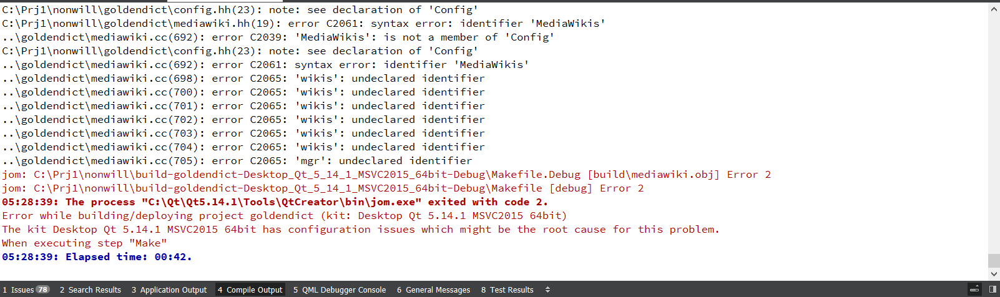 C:\Prj1\nonwill\goldendict\config.hh(23): note: see declaration of 'Config'
C:\Prj1\nonwill\goldendict\mediawiki.hh(19): error C2061: syntax error: identifier 'MediaWikis'
..\goldendict\mediawiki.cc(692): error C2039: 'MediaWikis': is not a member of 'Config'
C:\Prj1\nonwill\goldendict\config.hh(23): note: see declaration of 'Config'
..\goldendict\mediawiki.cc(692): error C2061: syntax error: identifier 'MediaWikis'
..\goldendict\mediawiki.cc(698): error C2065: 'wikis': undeclared identifier
..\goldendict\mediawiki.cc(700): error C2065: 'wikis': undeclared identifier
..\goldendict\mediawiki.cc(701): error C2065: 'wikis': undeclared identifier
..\goldendict\mediawiki.cc(702): error C2065: 'wikis': undeclared identifier
..\goldendict\mediawiki.cc(703): error C2065: 'wikis': undeclared identifier
..\goldendict\mediawiki.cc(704): error C2065: 'wikis': undeclared identifier
..\goldendict\mediawiki.cc(705): error C2065: 'mgr': undeclared identifier
jom: C:\Prj1\nonwill\build-goldendict-Desktop_Qt_5_14_1_MSVC2015_64bit-Debug\Makefile.Debug [build\mediawiki.obj] Error 2
jom: C:\Prj1\nonwill\build-goldendict-Desktop_Qt_5_14_1_MSVC2015_64bit-Debug\Makefile [debug] Error 2
05:28:39: The process "C:\Qt\Qt5.14.1\Tools\QtCreator\bin\jom.exe" exited with code 2.
Error while building/deploying project goldendict (kit: Desktop Qt 5.14.1 MSVC2015 64bit)
The kit Desktop Qt 5.14.1 MSVC2015 64bit has configuration issues which might be the root cause for this problem.
When executing step "Make"
05:28:39: Elapsed time: 00:42.
1 Issues 78 2 Search Results 3 Application Output 4 Compile Output 5 QML Debugger Console 6 General Messages 8 Test Results